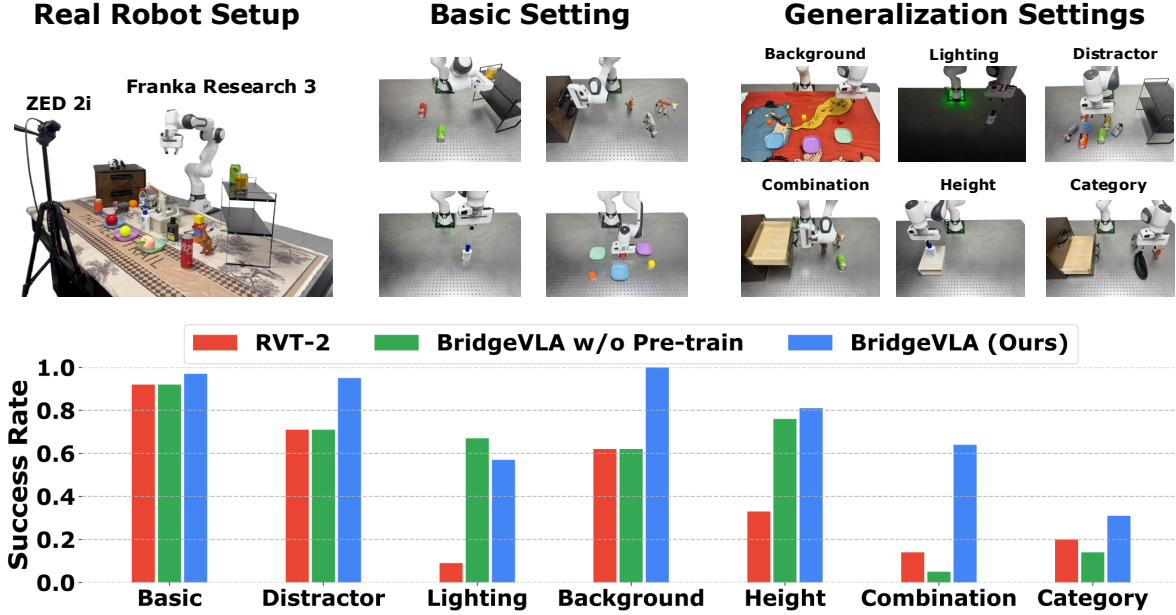 Real Robot Setup
Basic Setting
Generalization Settings
ZED 2i
Franka Research 3
Background
Lighting
Distractor
Combination
Height
Category
RVT-2
BridgeVLA w/o Pre-train
BridgeVLA (Ours)
Success Rate
1.0
0.8
0.6
0.4
0.2
0.0
Basic
Distractor
Lighting
Background
Height
Combination
Category